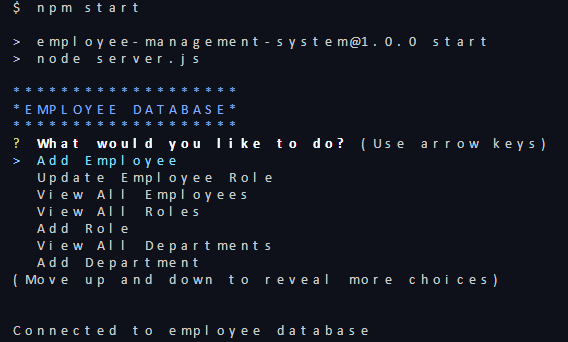 $ npm start
> employee-management-system@1.0.0 start
> node server.js
*******************
*EMPLOYEE DATABASE*
*******************
? What would you like to do? (Use arrow keys)
> Add Employee
Update Employee Role
View All Employees
View All Roles
Add Role
View All Departments
Add Department
(Move up and down to reveal more choices)
Connected to employee database